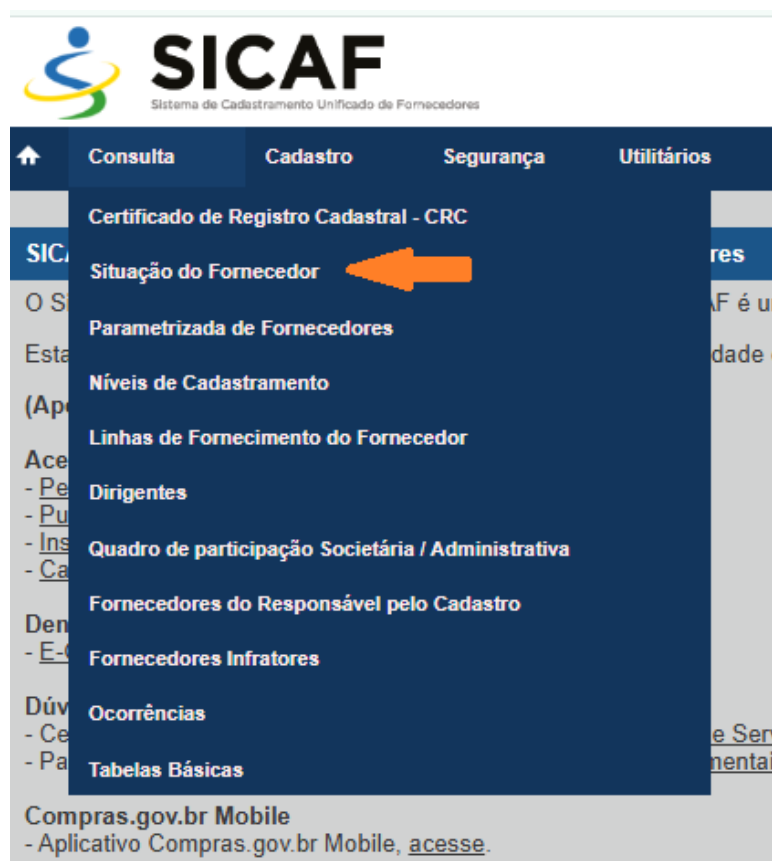 SICAF
Sistema de Cadastramento Unificado de Fornecedores
Consulta Cadastro Segurança Utilitários
Certificado de Registro Cadastral - CRC
Situação do Fornecedor
Parametrizada de Fornecedores
Níveis de Cadastramento
Linhas de Fornecimento do Fornecedor
Dirigentes
Quadro de participação Societária / Administrativa
Fornecedores do Responsável pelo Cadastro
Fornecedores Infratores
Ocorrências
Tabelas Básicas
Compras.gov.br Mobile
- Aplicativo Compras.gov.br Mobile, acesse.